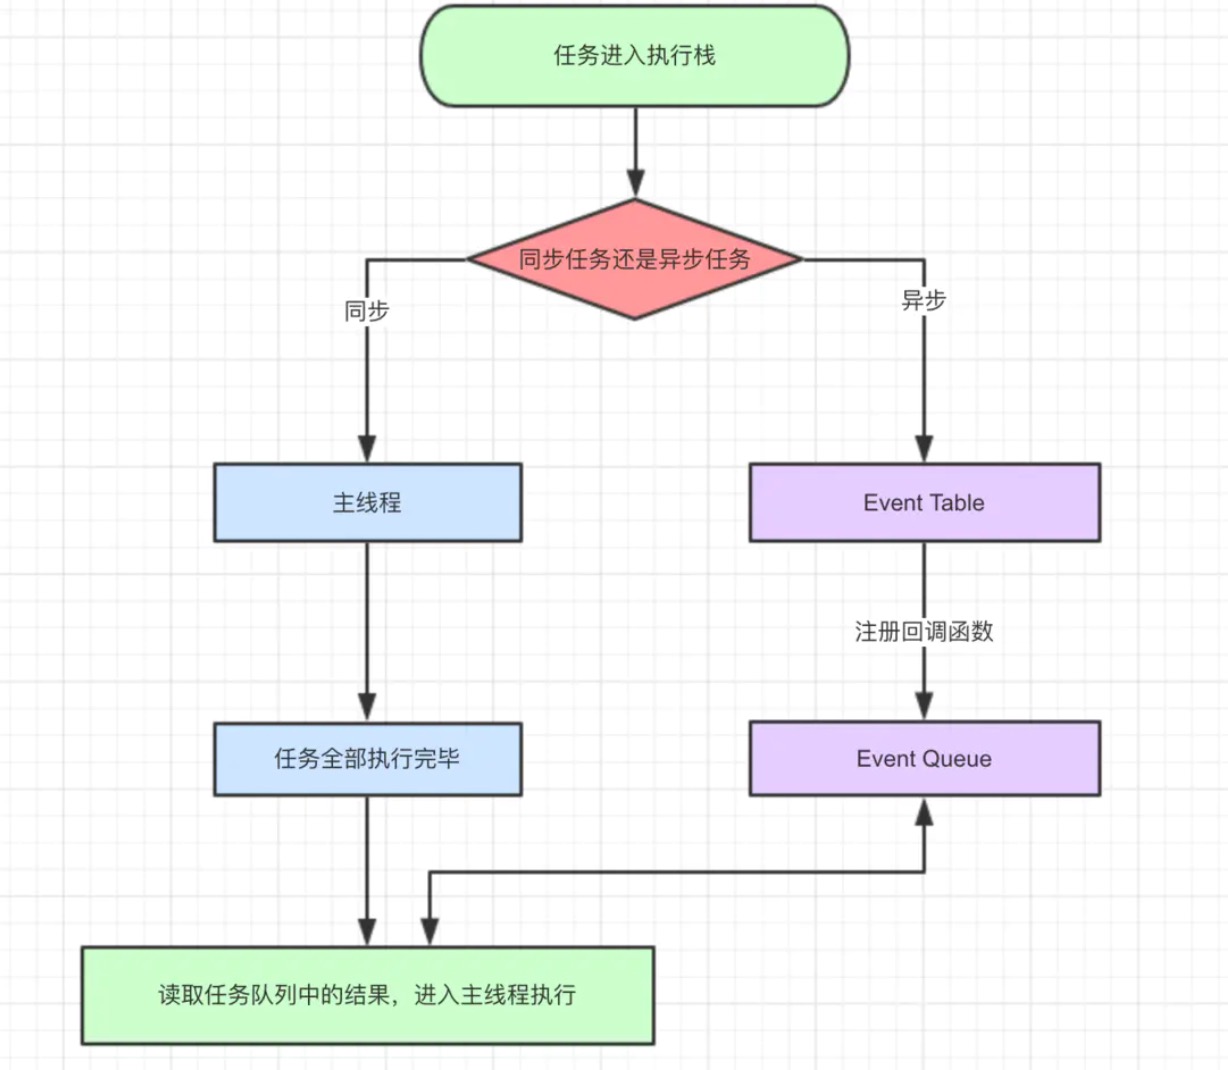 任务进入执行栈
同步任务还是异步任务
同步
异步
主线程
Event Table
注册回调函数
任务全部执行完毕
Event Queue
读取任务队列中的结果，进入主线程执行